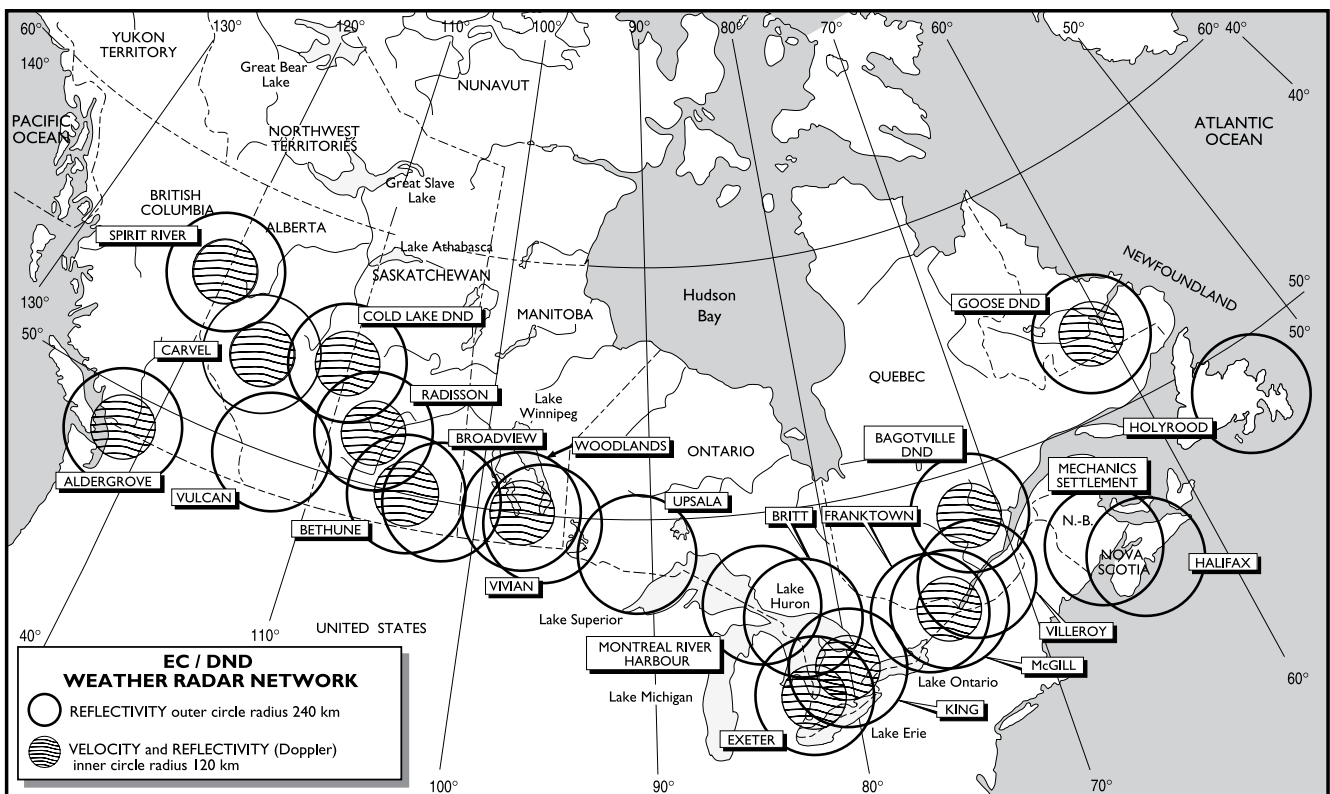 60°
140°
YUKON
TERRITORY
130°
120°
110°
100°
90°
80°
70°
60°
50°
60°
40°
40°
Great Bear
Lake
NUNAVUT
PACIFIC
OCEAN
ATLANTIC
OCEAN
NORTHWEST
TERRITORIES
Great Slave
Lake
BRITISH
COLUMBIA
SPIRIT RIVER
ALBERTA
Lake Athabasca
SASKATCHEWAN
NEWFOUNDLAND
130°
50°
50°
50°
Hudson
Bay
GOOSE DND
COLD LAKE DND
MANITOBA
CARVEL
QUEBEC
RADISSON
Lake
Winnipeg
HOLYROOD
BROADVIEW
WOODLANDS
ONTARIO
BAGOTVILLE
DND
MECHANICS
SETTLEMENT
ALDERGROVE
VULCAN
UPSALA
BRITT
FRANKTOWN
N.-B.
BETHUNE
NOVA
SCOTIA
HALIFAX
VIVIAN
Lake
Huron
Lake Superior
40°
110°
UNITED STATES
VILLEROY
MONTREAL RIVER
HARBOUR
McGILL
60°
Lake Michigan
Lake Ontario
KING
EXETER
Lake Erie
100°
90°
80°
70°
EC / DND
WEATHER RADAR NETWORK
REFLECTIVITY outer circle radius 240 km
VELOCITY and REFLECTIVITY (Doppler)
inner circle radius 120 km